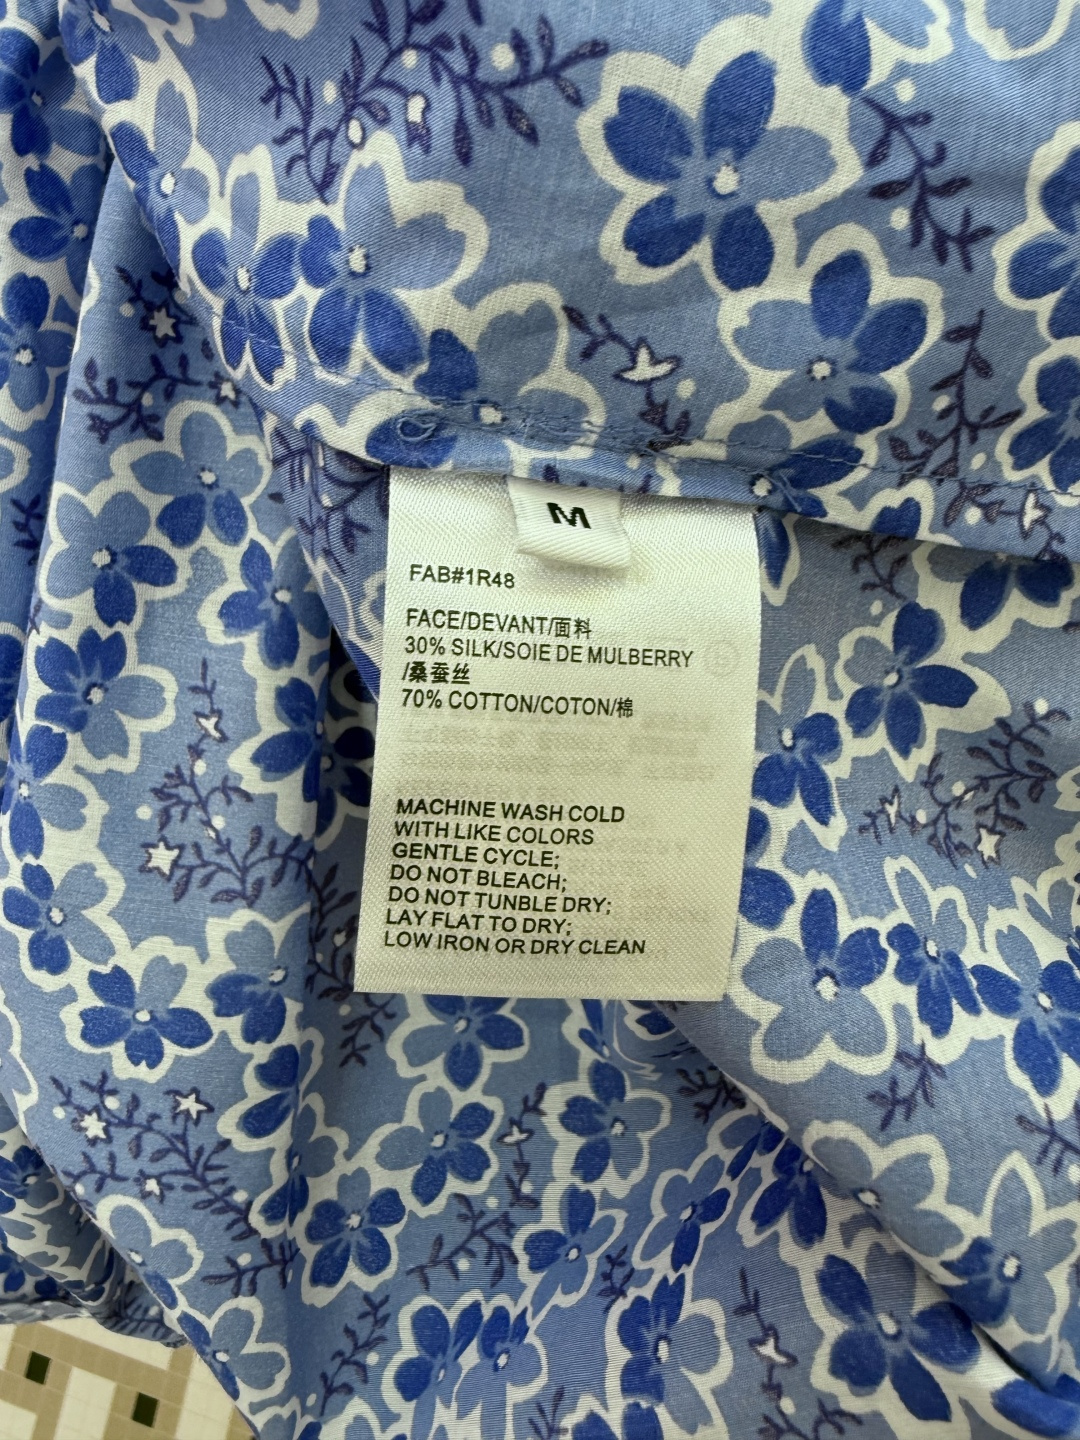 M
FAB#1R48
FACE/DEVANT/面料
30% SILK/SOIE DE MULBERRY
/桑蚕丝
70% COTTON/COTON/棉
MACHINE WASH COLD
WITH LIKE COLORS
GENTLE CYCLE;
DO NOT BLEACH;
DO NOT TUNBLE DRY;
LAY FLAT TO DRY;
LOW IRON OR DRY CLEAN